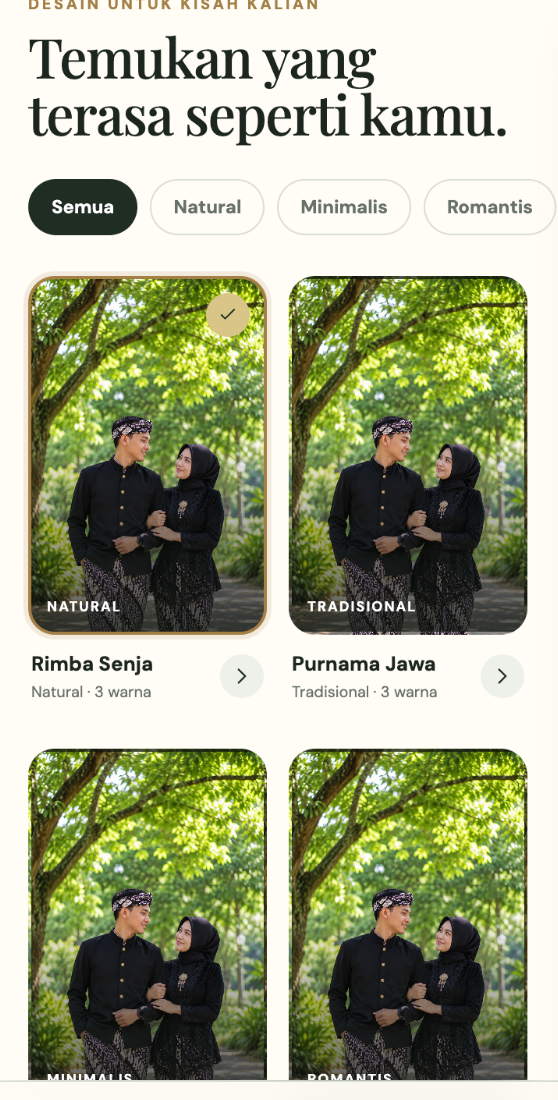 DESAIN UNTUK KISAH KALIAN
Temukan yang
terasa seperti kamu.
Semua
Natural
Minimalis
Romantis
NATURAL
TRADISIONAL
Rimba Senja
Natural · 3 warna
Purnama Jawa
Tradisional · 3 warna
MINIMALIS
ROMANTIS